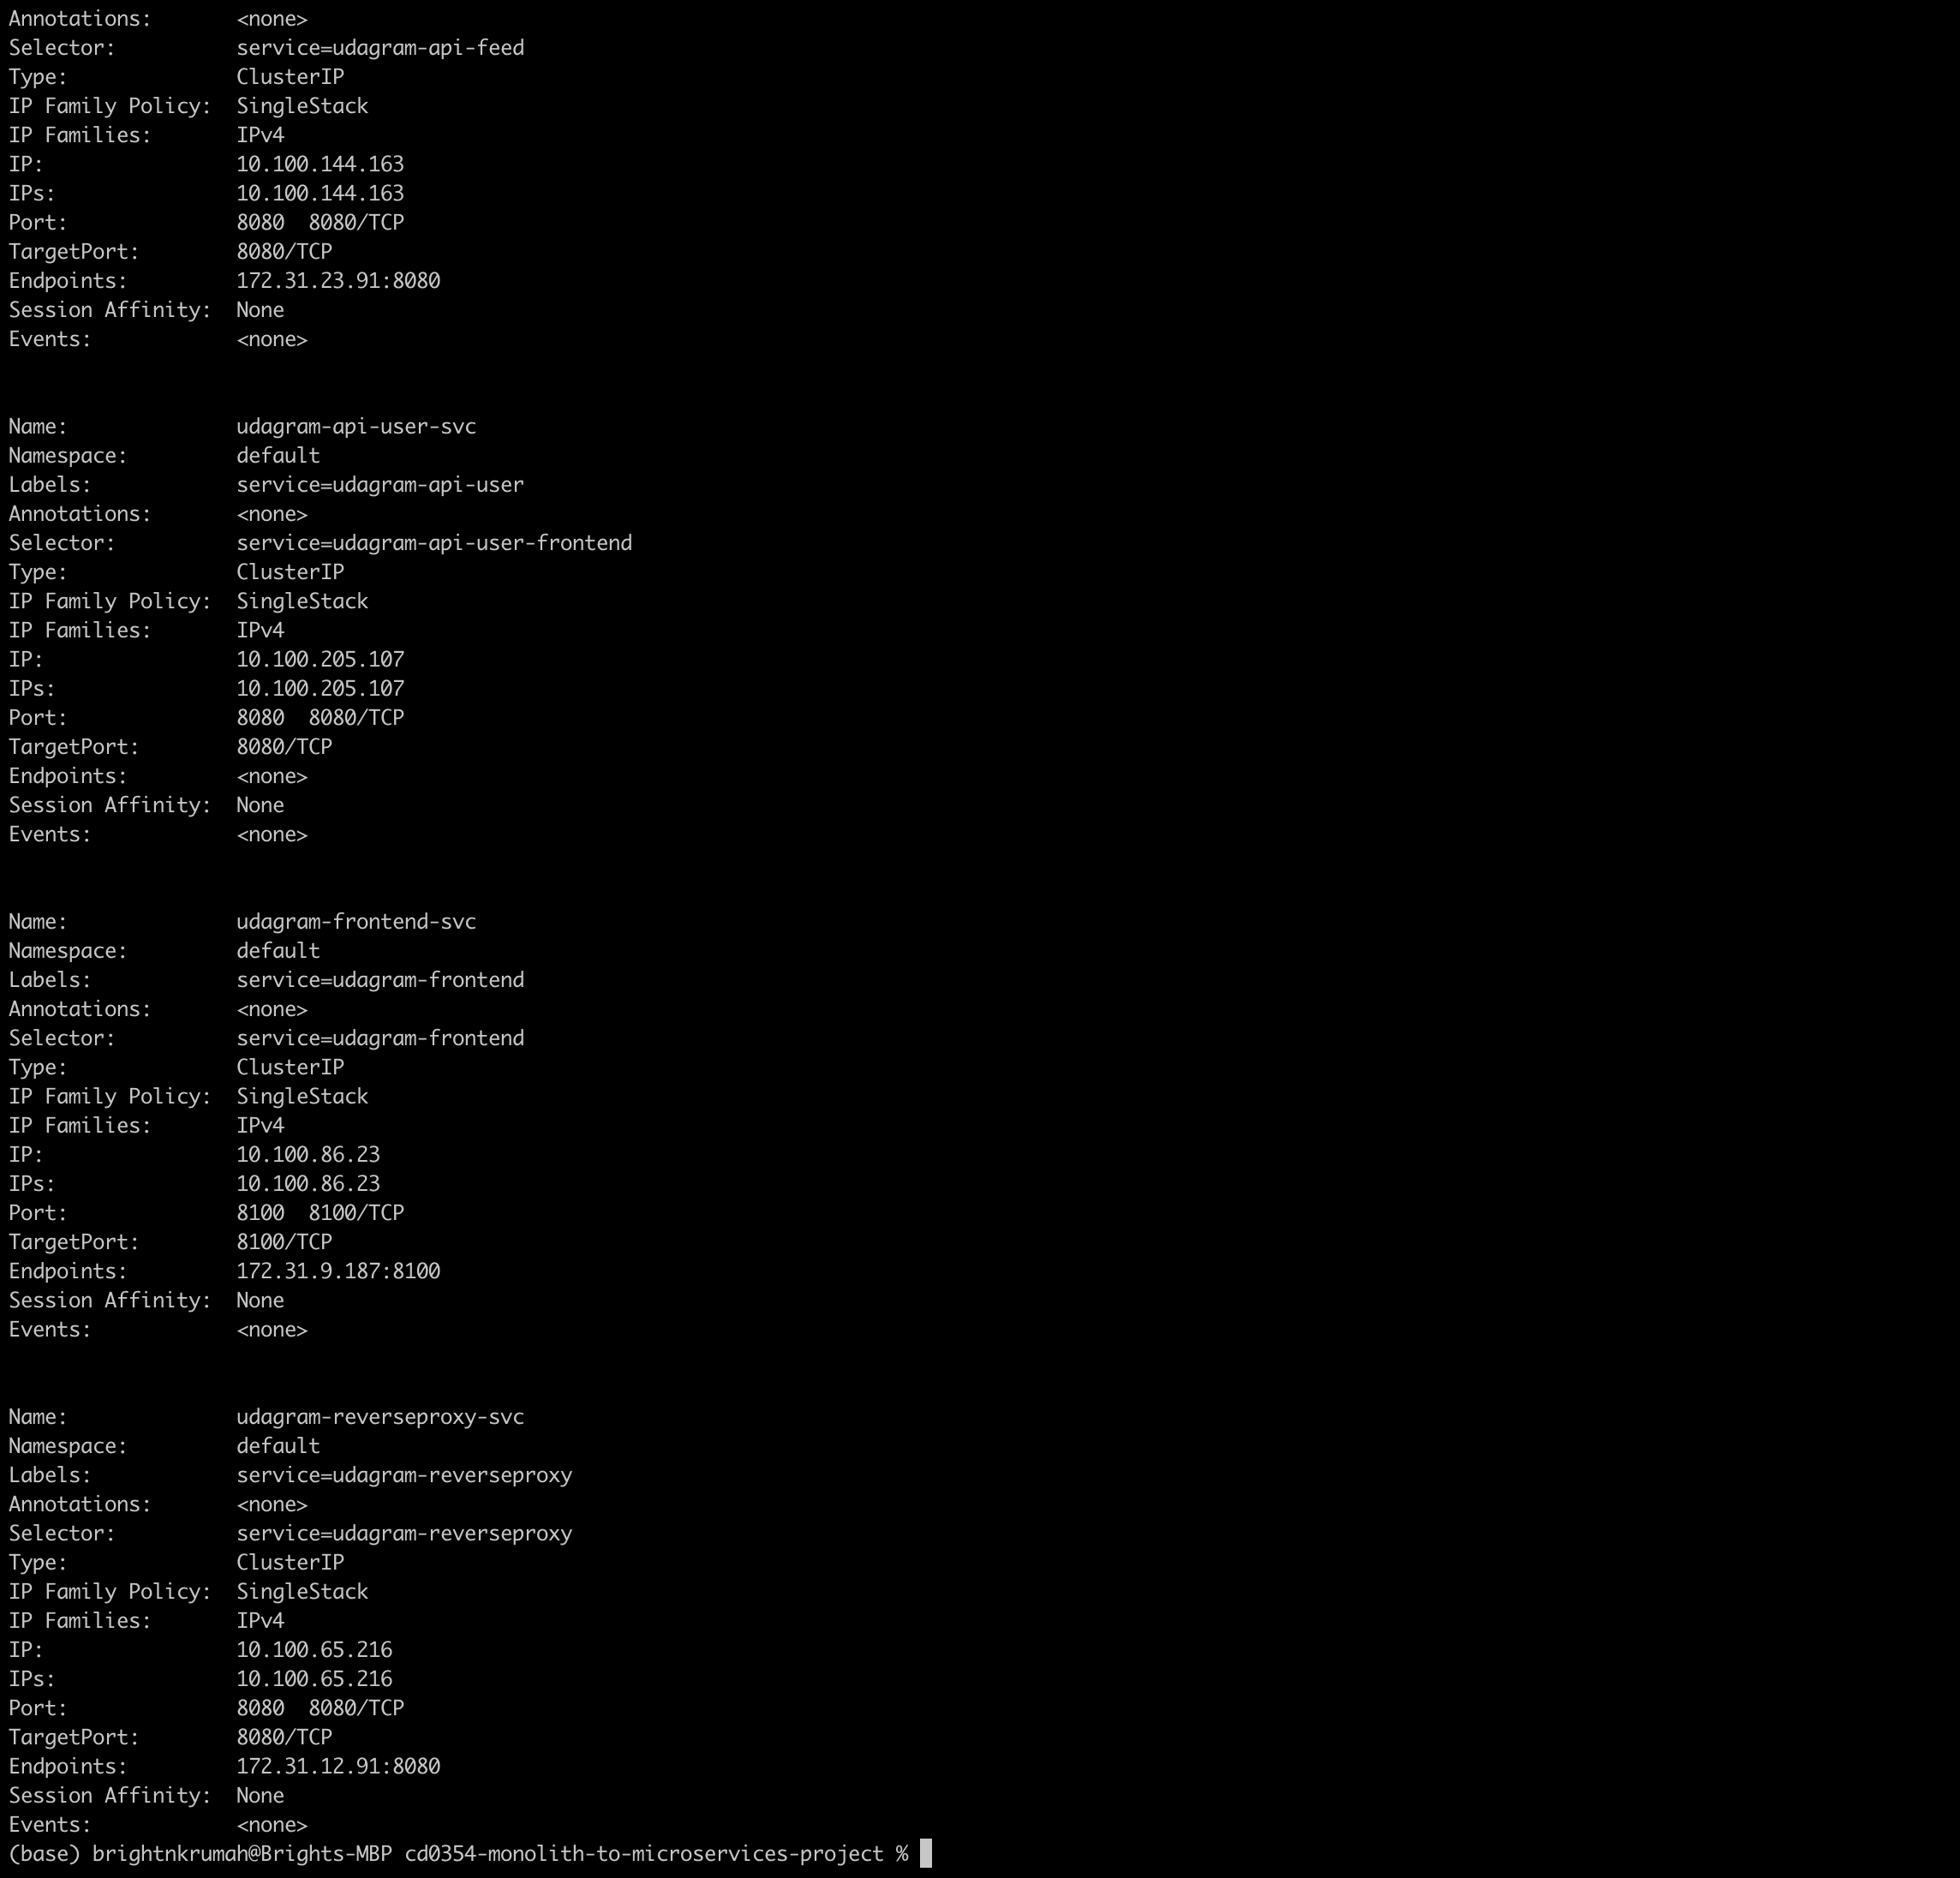 Annotations:       <none>
Selector:          service=udagram-api-feed
Type:              ClusterIP
IP Family Policy:  SingleStack
IP Families:       IPv4
IP:                10.100.144.163
IPs:               10.100.144.163
Port:              8080  8080/TCP
TargetPort:        8080/TCP
Endpoints:         172.31.23.91:8080
Session Affinity:  None
Events:            <none>
Name:              udagram-api-user-svc
Namespace:         default
Labels:            service=udagram-api-user
Annotations:       <none>
Selector:          service=udagram-api-user-frontend
Type:              ClusterIP
IP Family Policy:  SingleStack
IP Families:       IPv4
IP:                10.100.205.107
IPs:               10.100.205.107
Port:              8080  8080/TCP
TargetPort:        8080/TCP
Endpoints:         <none>
Session Affinity:  None
Events:            <none>
Name:              udagram-frontend-svc
Namespace:         default
Labels:            service=udagram-frontend
Annotations:       <none>
Selector:          service=udagram-frontend
Type:              ClusterIP
IP Family Policy:  SingleStack
IP Families:       IPv4
IP:                10.100.86.23
IPs:               10.100.86.23
Port:              8100  8100/TCP
TargetPort:        8100/TCP
Endpoints:         172.31.9.187:8100
Session Affinity:  None
Events:            <none>
Name:              udagram-reverseproxy-svc
Namespace:         default
Labels:            service=udagram-reverseproxy
Annotations:       <none>
Selector:          service=udagram-reverseproxy
Type:              ClusterIP
IP Family Policy:  SingleStack
IP Families:       IPv4
IP:                10.100.65.216
IPs:               10.100.65.216
Port:              8080  8080/TCP
TargetPort:        8080/TCP
Endpoints:         172.31.12.91:8080
Session Affinity:  None
Events:            <none>
(base) brightnkrumah@Brights-MBP cd0354-monolith-to-microservices-project %